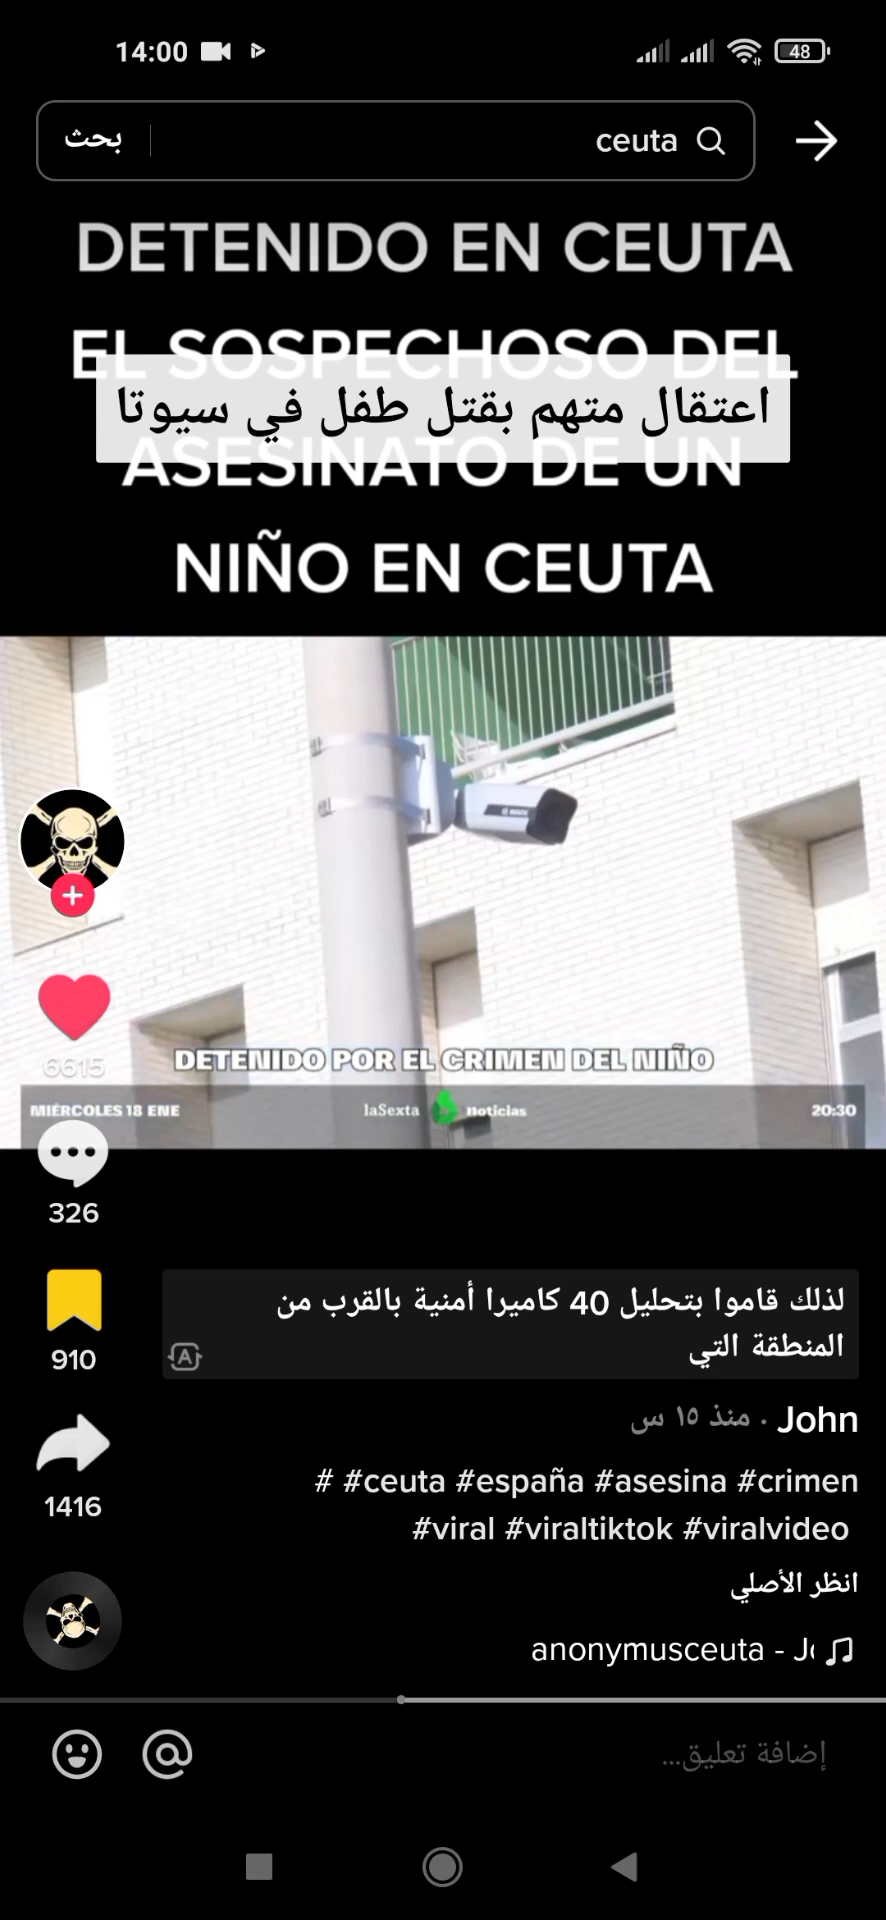 14:00
48
ceuta
بحث
DETENIDO EN CEUTA
EL SOSPECHOSO DEL
اعتقال متهم بقتل طفل في سيوتا
ASESINATO DE UN
NIÑO EN CEUTA
6615
DETENIDO POR EL CRIMEN DEL NIÑO
MIÉRCOLES 18 ENE laSexta noticias 20:30
326
لذلك قاموا بتحليل 40 كاميرا أمنية بالقرب من
المنطقة التي
910
John · منذ ١٥ س
1416
# #ceuta #españa #asesina #crimen
#viral #viraltiktok #viralvideo
انظر الأصلي
anonymusceuta - Jo
إضافة تعليق...